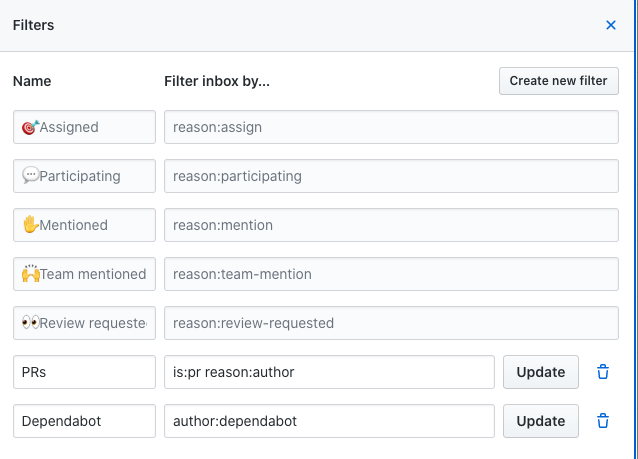 Filters
Name Filter inbox by... Create new filter
🎯Assigned reason:assign
💬Participating reason:participating
✋Mentioned reason:mention
🙌Team mentioned reason:team-mention
👀Review requeste reason:review-requested
PRs is:pr reason:author Update
Dependabot author:dependabot Update